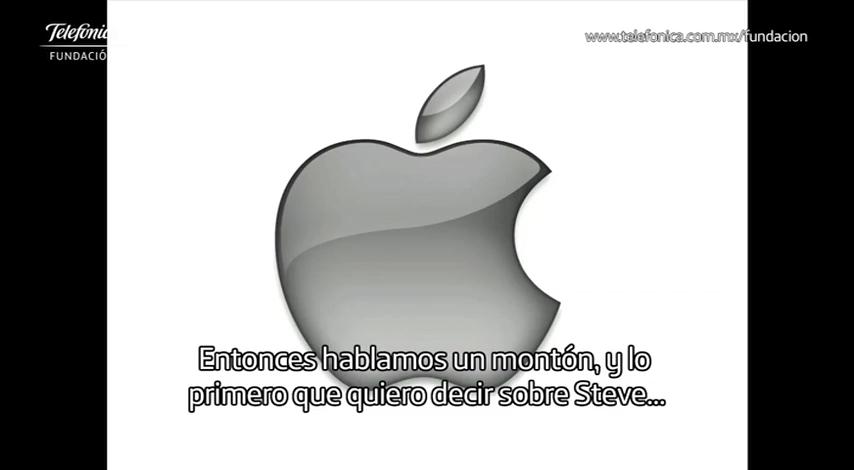 Telefónica
FUNDACIÓ
www.telefonica.com.mx/fundacion
Entonces hablamos un montón, y lo
primero que quiero decir sobre Steve...